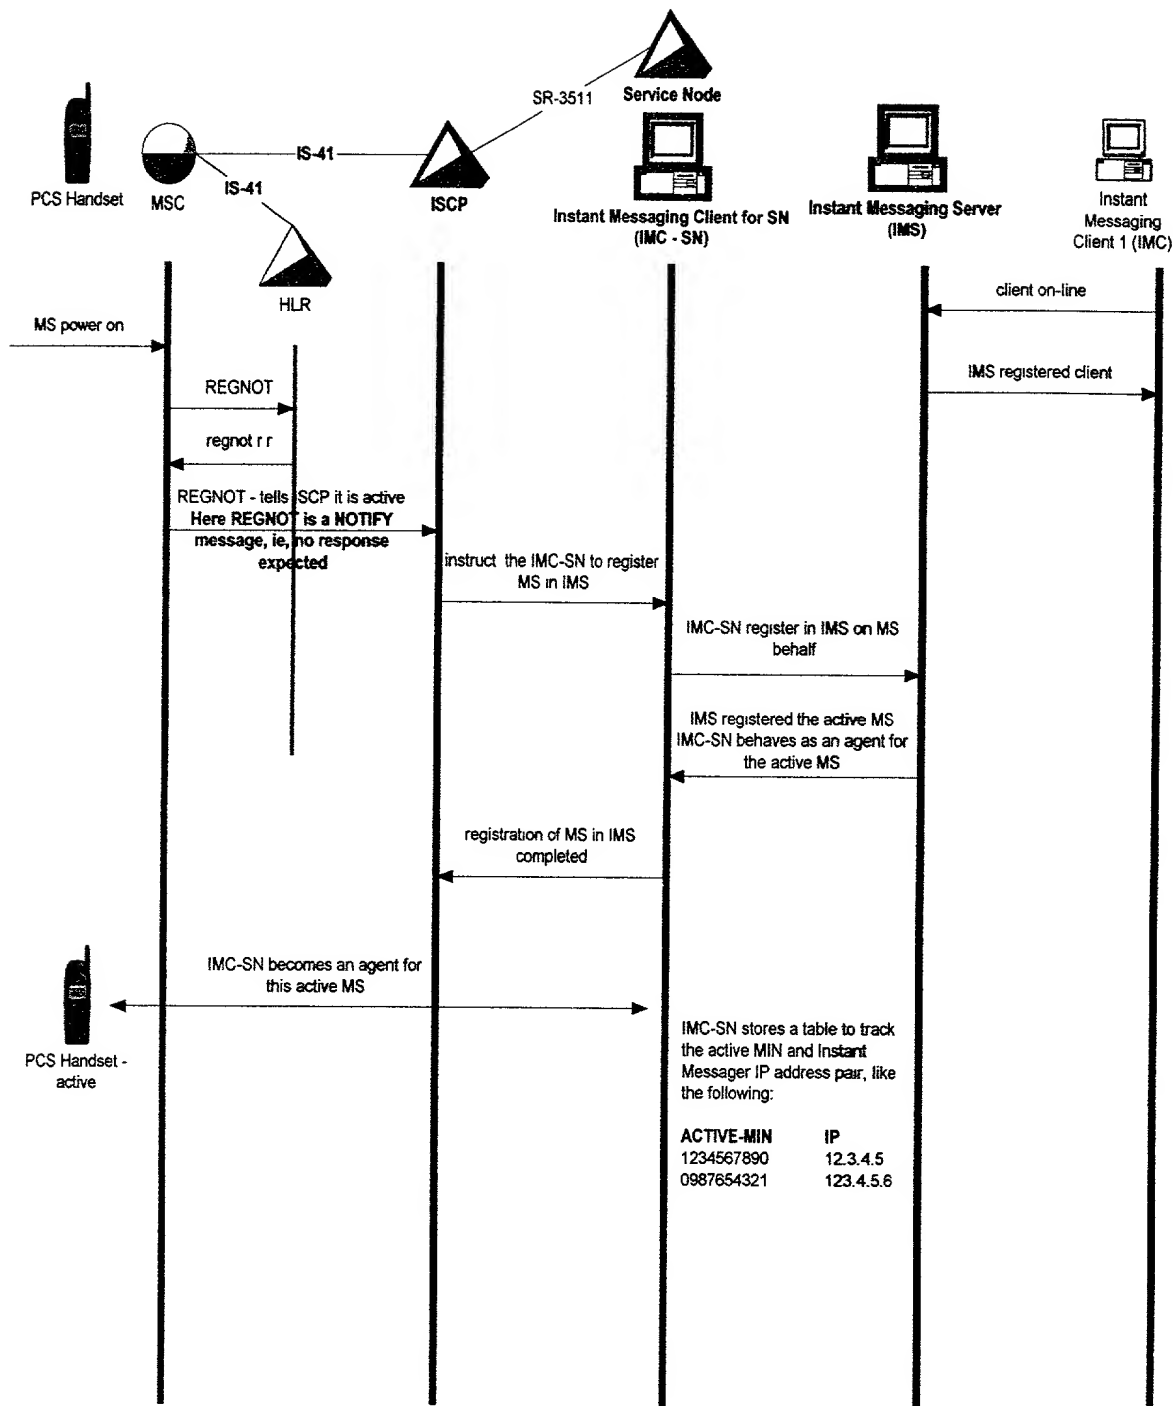 SR-3511
Service Node
IS-41
IS-41
PCS Handset
MSC
ISCP
Instant Messaging Client for SN
(IMC - SN)
Instant Messaging Server
(IMS)
Instant
Messaging
Client 1 (IMC)
HLR
client on-line
MS power on
IMS registered client
REGNOT
regnot r r
REGNOT - tells ISCP it is active
Here REGNOT is a NOTIFY
message, ie, no response
expected
instruct the IMC-SN to register
MS in IMS
IMC-SN register in IMS on MS
behalf
IMS registered the active MS
IMC-SN behaves as an agent for
the active MS
registration of MS in IMS
completed
IMC-SN becomes an agent for
this active MS
PCS Handset -
active
IMC-SN stores a table to track
the active MIN and Instant
Messager IP address pair, like
the following:
ACTIVE-MIN IP
1234567890 12.3.4.5
0987654321 123.4.5.6